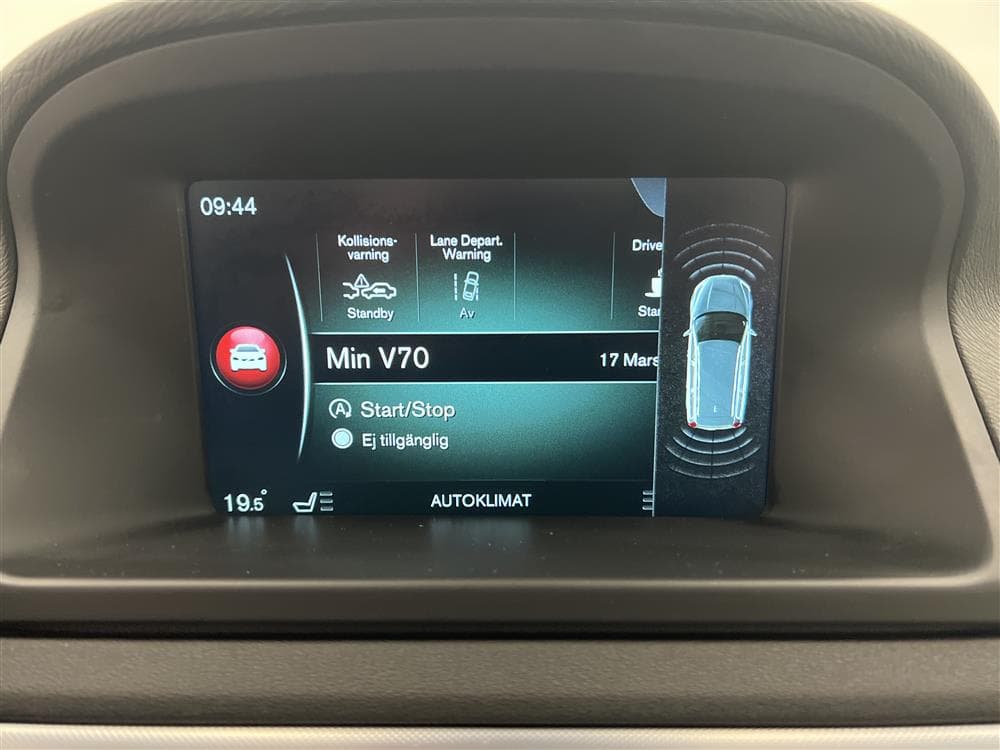 09:44
Kollisions-
varning
Standby
Lane Depart.
Warning
Av
Drive
Min V70
17 Mars
A Start/Stop
Ej tillgänglig
19.5°
AUTOKLIMAT